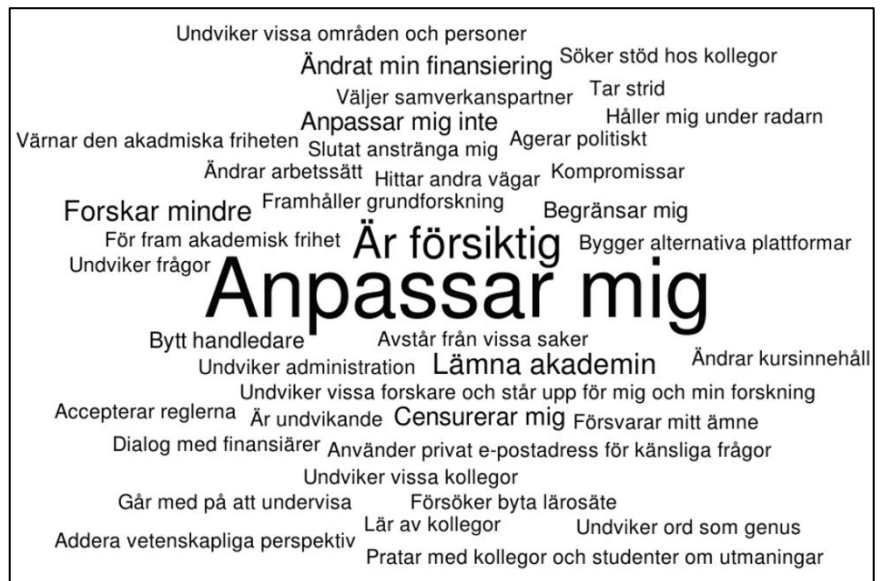 Undviker vissa områden och personer
Ändrat min finansiering
Söker stöd hos kollegor
Väljer samverkanspartner
Tar strid
Anpassar mig inte
Håller mig under radarn
Värnar den akadmiska friheten
Slutat anstränga mig
Agerar politiskt
Ändrar arbetssätt
Hittar andra vägar
Kompromissar
Forskar mindre
Framhåller grundforskning
Begränsar mig
För fram akademisk frihet
Är försiktig
Bygger alternativa plattformar
Undviker frågor
Anpassar mig
Bytt handledare
Avstår från vissa saker
Undviker administration
Lämna akademin
Ändrar kursinnehåll
Undviker vissa forskare och står upp för mig och min forskning
Accepterar reglerna
Är undvikande
Censurerar mig
Försvarar mitt ämne
Dialog med finansiärer
Använder privat e-postadress för känsliga frågor
Undviker vissa kollegor
Går med på att undervisa
Försöker byta lärosäte
Lär av kollegor
Undviker ord som genus
Addera vetenskapliga perspektiv
Pratar med kollegor och studenter om utmaningar